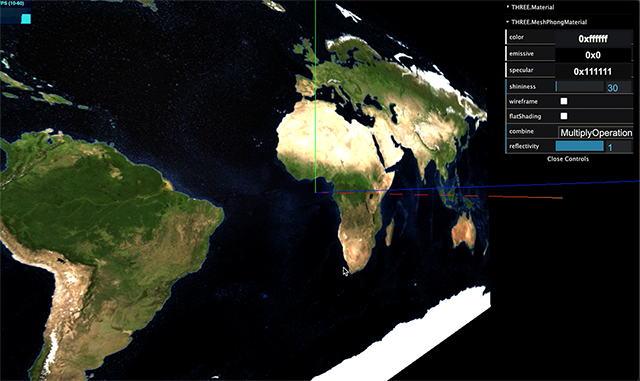 PS (10-60)
THREE.Material
THREE.MeshPhongMaterial
color 0xffffff
emissive 0x0
specular 0x111111
shininess 30
wireframe
flatShading
combine MultiplyOperation
reflectivity 1
Close Controls